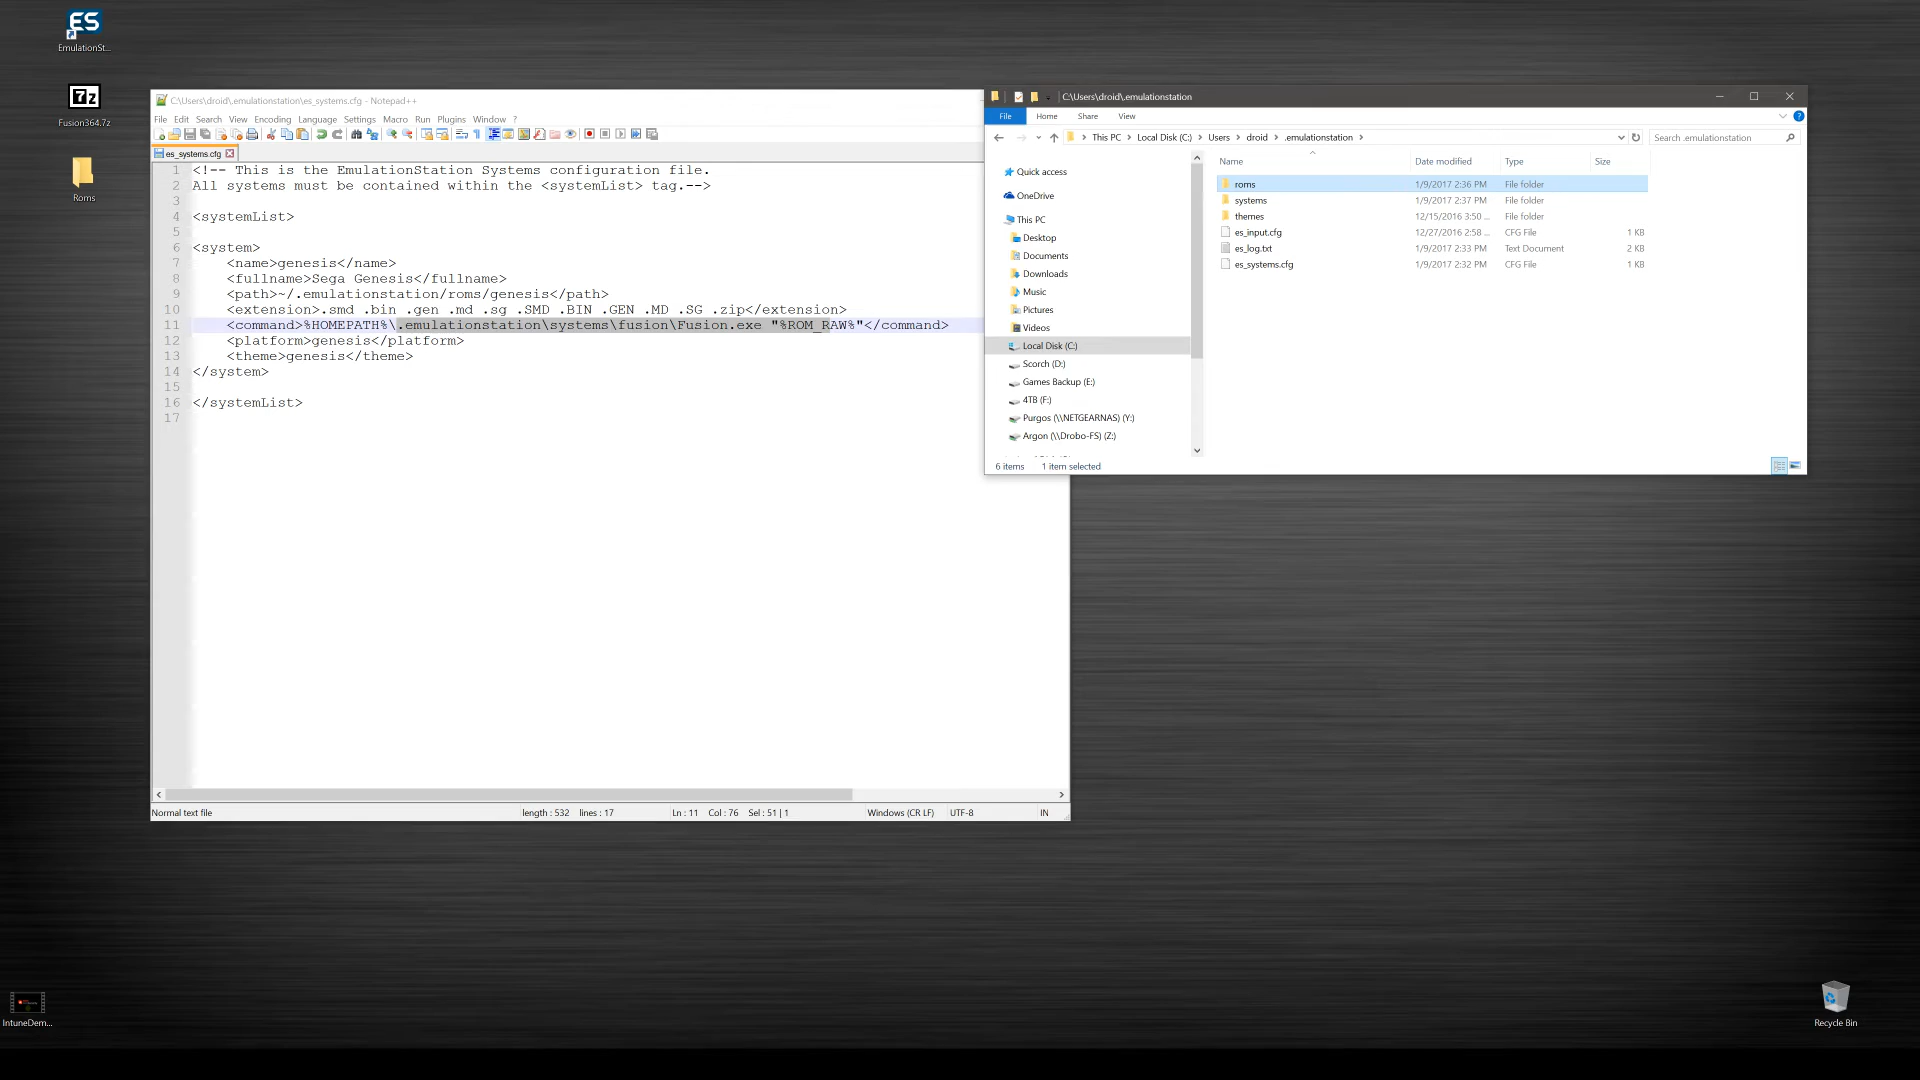 ES
EmulationSt...
7z
Fusion364.7z
Roms
C:\Users\droid\.emulationstation\es_systems.cfg - Notepad++
File Edit Search View Encoding Language Settings Macro Run Plugins Window ?
es_systems.cfg
1 <!-- This is the EmulationStation Systems configuration file.
2 All systems must be contained within the <systemList> tag.-->
3
4 <systemList>
5
6 <system>
7 <name>genesis</name>
8 <fullname>Sega Genesis</fullname>
9 <path>~/.emulationstation/roms/genesis</path>
10 <extension>.smd .bin .gen .md .sg .SMD .BIN .GEN .MD .SG .zip</extension>
11 <command>%HOMEPATH%\.emulationstation\systems\fusion\Fusion.exe "%ROM_RAW%"</command>
12 <platform>genesis</platform>
13 <theme>genesis</theme>
14 </system>
15
16 </systemList>
17
Normal text file length : 532 lines : 17 Ln : 11 Col : 76 Sel : 51 | 1 Windows (CR LF) UTF-8 IN
C:\Users\droid\.emulationstation
File Home Share View
This PC Local Disk (C:) Users droid .emulationstation
Search .emulationstation
Quick access
OneDrive
This PC
Desktop
Documents
Downloads
Music
Pictures
Videos
Local Disk (C:)
Scorch (D:)
Games Backup (E:)
4TB (F:)
Purgos (\\NETGEARNAS) (Y:)
Argon (\\Drobo-FS) (Z:)
Name Date modified Type Size
roms 1/9/2017 2:36 PM File folder
systems 1/9/2017 2:37 PM File folder
themes 12/15/2016 3:50 ... File folder
es_input.cfg 12/27/2016 2:58 ... CFG File 1 KB
es_log.txt 1/9/2017 2:33 PM Text Document 2 KB
es_systems.cfg 1/9/2017 2:32 PM CFG File 1 KB
6 items 1 item selected
IntuneDem...
Recycle Bin